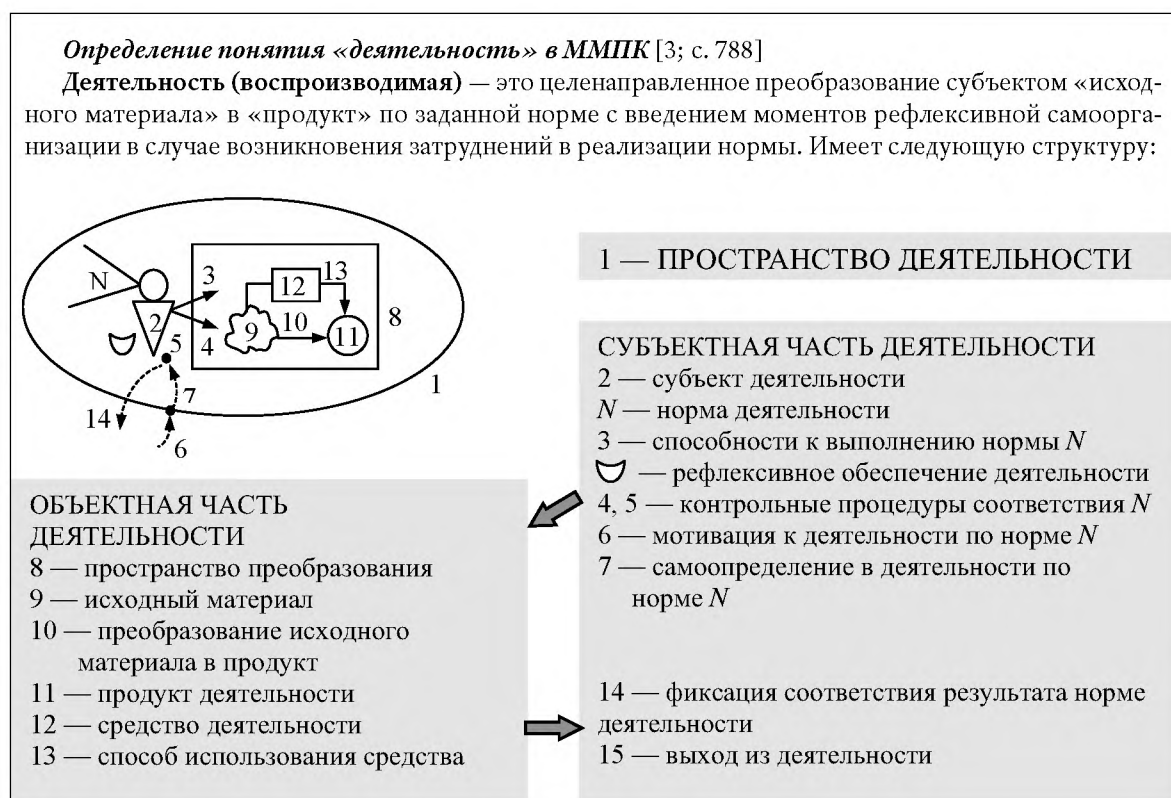 Определение понятия «деятельность» в ММПК [3; с. 788]
Деятельность (воспроизводимая) — это целенаправленное преобразование субъектом «исход-
ного материала» в «продукт» по заданной норме с введением моментов рефлексивной самоорга-
низации в случае возникновения затруднений в реализации нормы. Имеет следующую структуру:
N
2
3
4
5
7
14
6
12
13
9
10
11
8
1
1 — ПРОСТРАНСТВО ДЕЯТЕЛЬНОСТИ
СУБЪЕКТНАЯ ЧАСТЬ ДЕЯТЕЛЬНОСТИ
2 — субъект деятельности
N — норма деятельности
3 — способности к выполнению нормы N
— рефлексивное обеспечение деятельности
4, 5 — контрольные процедуры соответствия N
6 — мотивация к деятельности по норме N
7 — самоопределение в деятельности по
норме N
14 — фиксация соответствия результата норме
деятельности
15 — выход из деятельности
ОБЪЕКТНАЯ ЧАСТЬ
ДЕЯТЕЛЬНОСТИ
8 — пространство преобразования
9 — исходный материал
10 — преобразование исходного
материала в продукт
11 — продукт деятельности
12 — средство деятельности
13 — способ использования средства